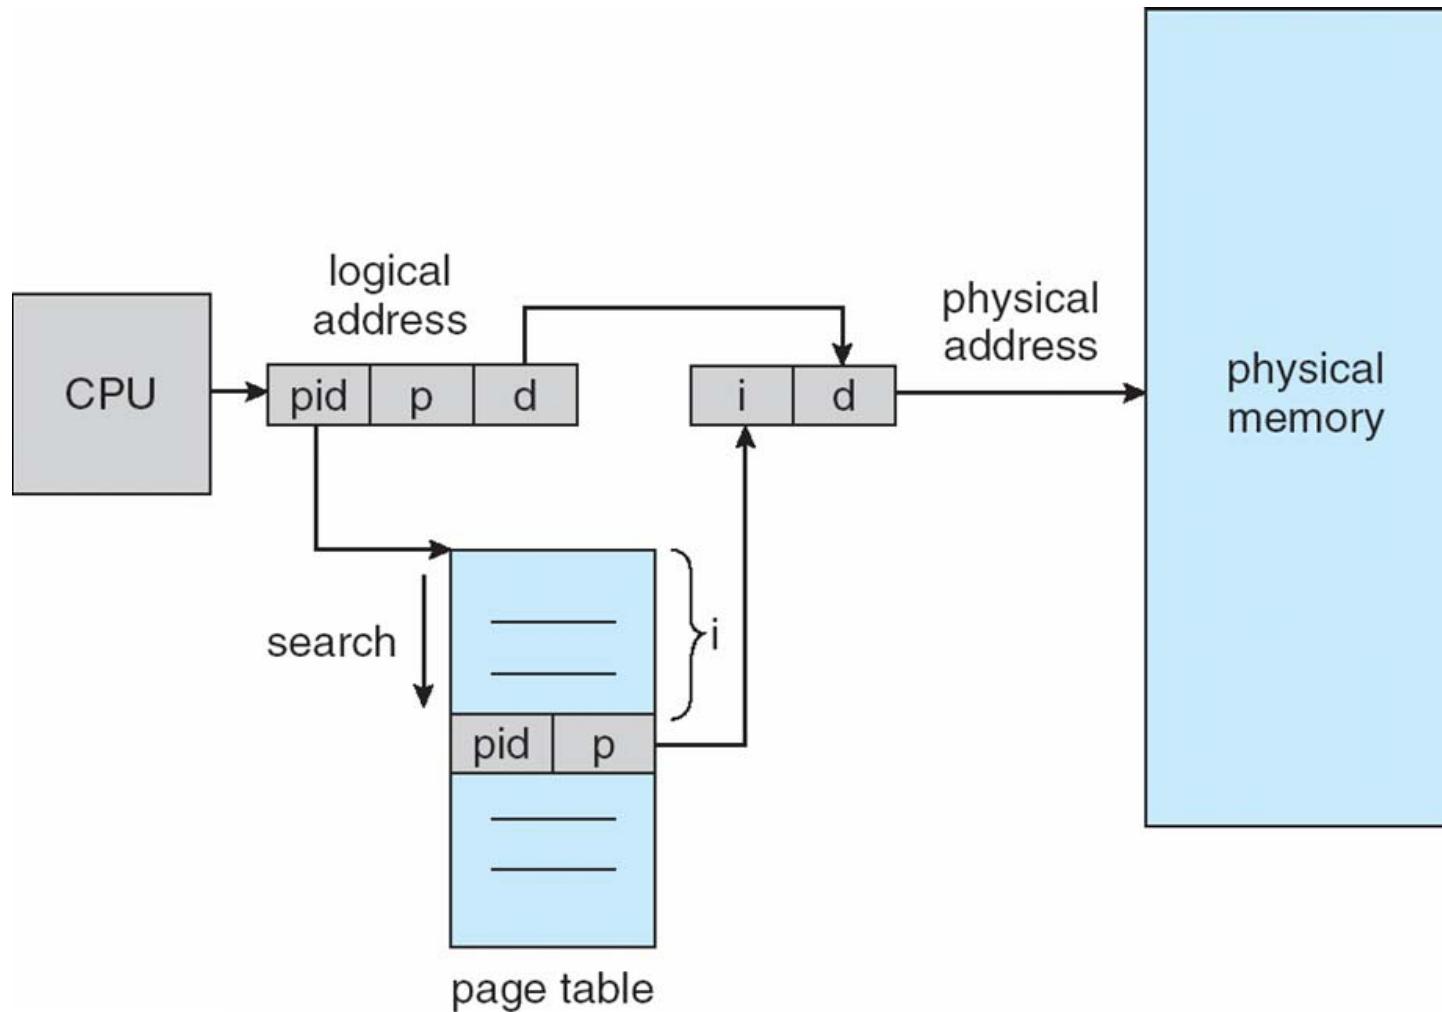 logical
address
physical
address
CPU
pid p d
i d
physical
memory
search
i
pid p
page table